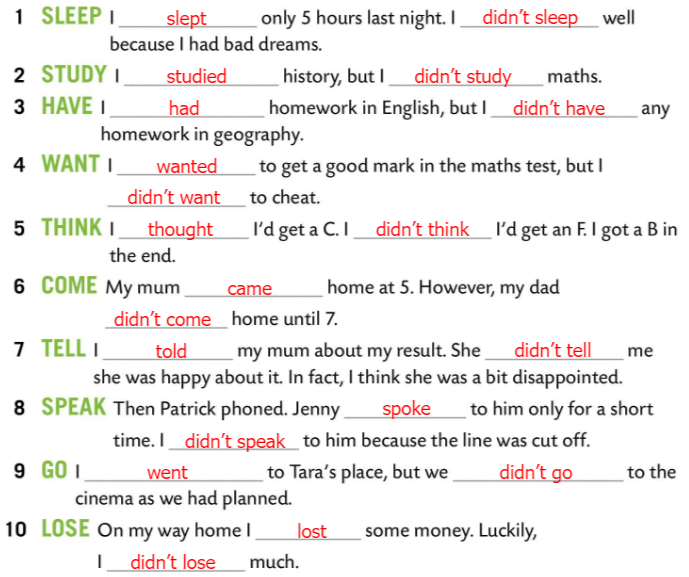 1 SLEEP I slept only 5 hours last night. I didn't sleep well
because I had bad dreams.
2 STUDY I studied history, but I didn't study maths.
3 HAVE I had homework in English, but I didn't have any
homework in geography.
4 WANT I wanted to get a good mark in the maths test, but I
didn't want to cheat.
5 THINK I thought I'd get a C. I didn't think I'd get an F. I got a B in
the end.
6 COME My mum came home at 5. However, my dad
didn't come home until 7.
7 TELL I told my mum about my result. She didn't tell me
she was happy about it. In fact, I think she was a bit disappointed.
8 SPEAK Then Patrick phoned. Jenny spoke to him only for a short
time. I didn't speak to him because the line was cut off.
9 GO I went to Tara's place, but we didn't go to the
cinema as we had planned.
10 LOSE On my way home I lost some money. Luckily,
I didn't lose much.